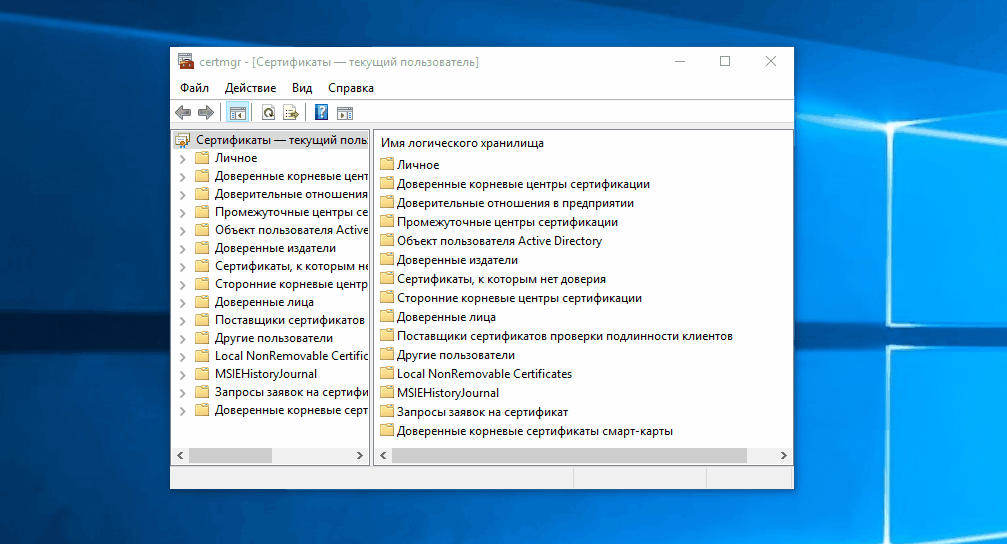 certmgr - [Сертификаты — текущий пользователь]
Файл Действие Вид Справка
Сертификаты — текущий поль
Личное
Доверенные корневые цент
Доверительные отношения
Промежуточные центры се
Объект пользователя Active
Доверенные издатели
Сертификаты, к которым не
Сторонние корневые центр
Доверенные лица
Поставщики сертификатов
Другие пользователи
Local NonRemovable Certific
MSIEHistoryJournal
Запросы заявок на сертифи
Доверенные корневые серт
Имя логического хранилища
Личное
Доверенные корневые центры сертификации
Доверительные отношения в предприятии
Промежуточные центры сертификации
Объект пользователя Active Directory
Доверенные издатели
Сертификаты, к которым нет доверия
Сторонние корневые центры сертификации
Доверенные лица
Поставщики сертификатов проверки подлинности клиентов
Другие пользователи
Local NonRemovable Certificates
MSIEHistoryJournal
Запросы заявок на сертификат
Доверенные корневые сертификаты смарт-карты